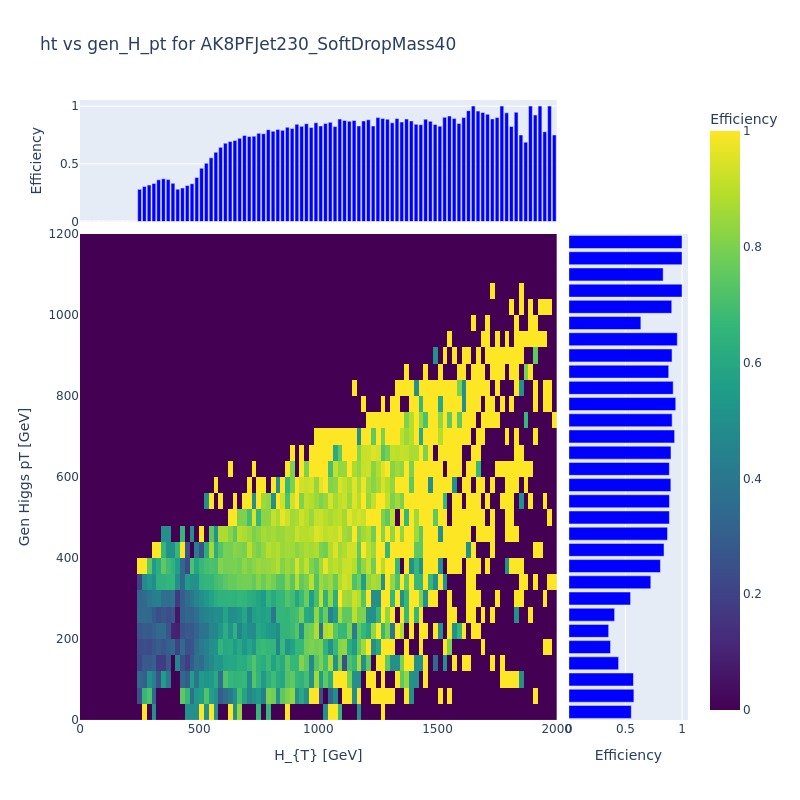 ht vs gen_H_pt for AK8PFJet230_SoftDropMass40
Efficiency
1
0.5
0
Efficiency
1
0.8
0.6
0.4
0.2
0
Gen Higgs pT [GeV]
1200
1000
800
600
400
200
0
0 500 1000 1500 2000
H_{T} [GeV]
0 0.5 1
Efficiency